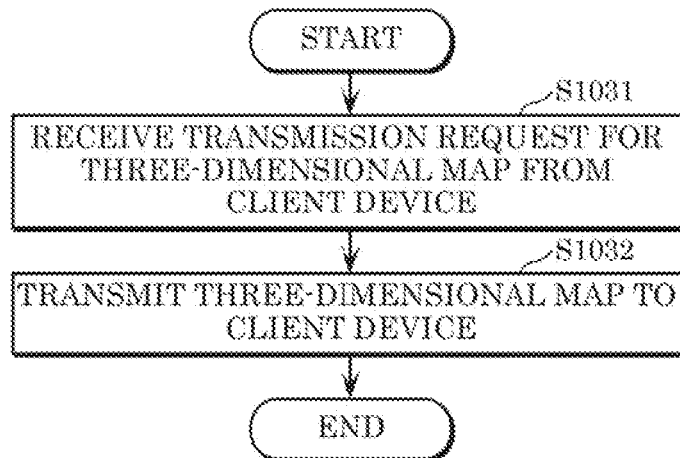 START
S1031
RECEIVE TRANSMISSION REQUEST FOR
THREE-DIMENSIONAL MAP FROM
CLIENT DEVICE
S1032
TRANSMIT THREE-DIMENSIONAL MAP TO
CLIENT DEVICE
END